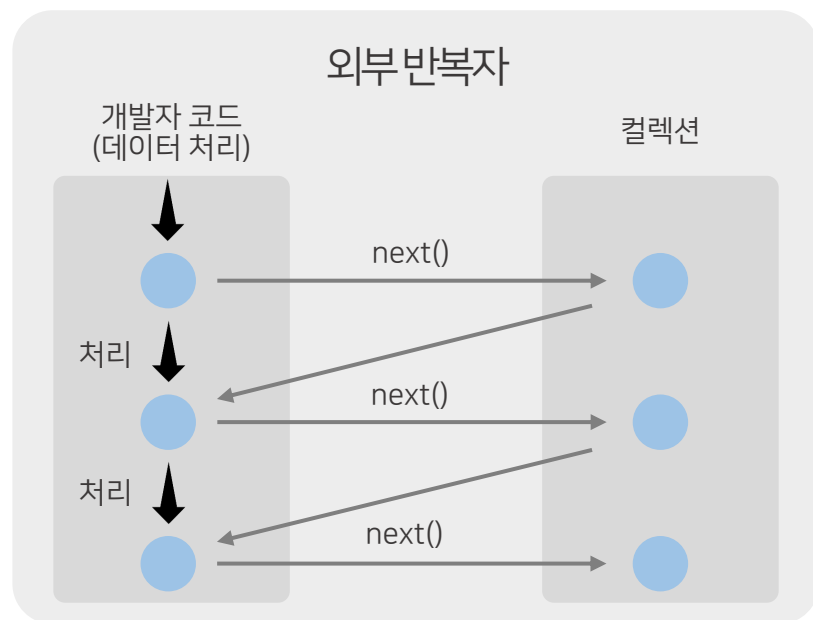 외부 반복자
개발자 코드
(데이터 처리)
컬렉션
next()
처리
next()
처리
next()